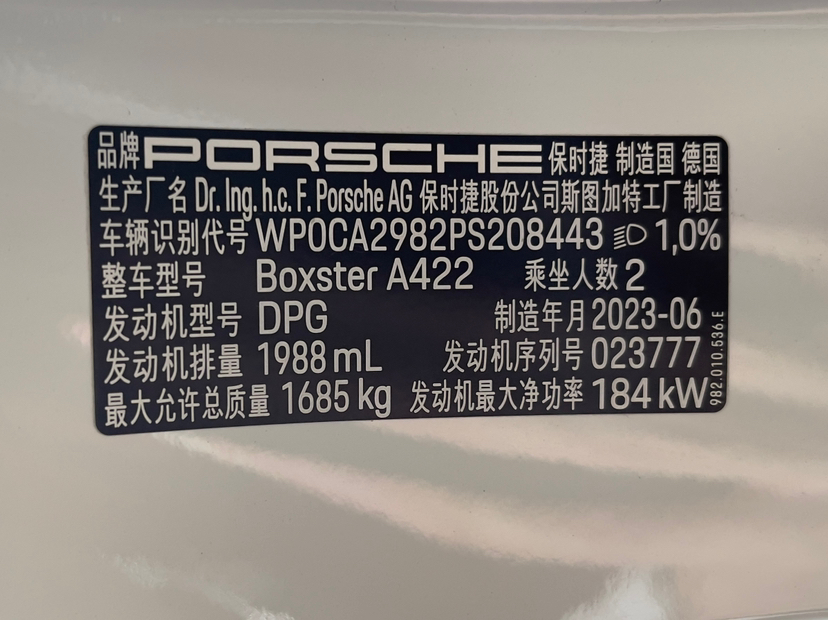 品牌 PORSCHE 保时捷 制造国 德国
生产厂名 Dr. Ing. h.c. F. Porsche AG 保时捷股份公司斯图加特工厂制造
车辆识别代号 WP0CA2982PS208443 1,0%
整车型号 Boxster A422 乘坐人数 2
发动机型号 DPG 制造年月 2023-06
发动机排量 1988 mL 发动机序列号 023777
最大允许总质量 1685 kg 发动机最大净功率 184 kW
982.010.536.E